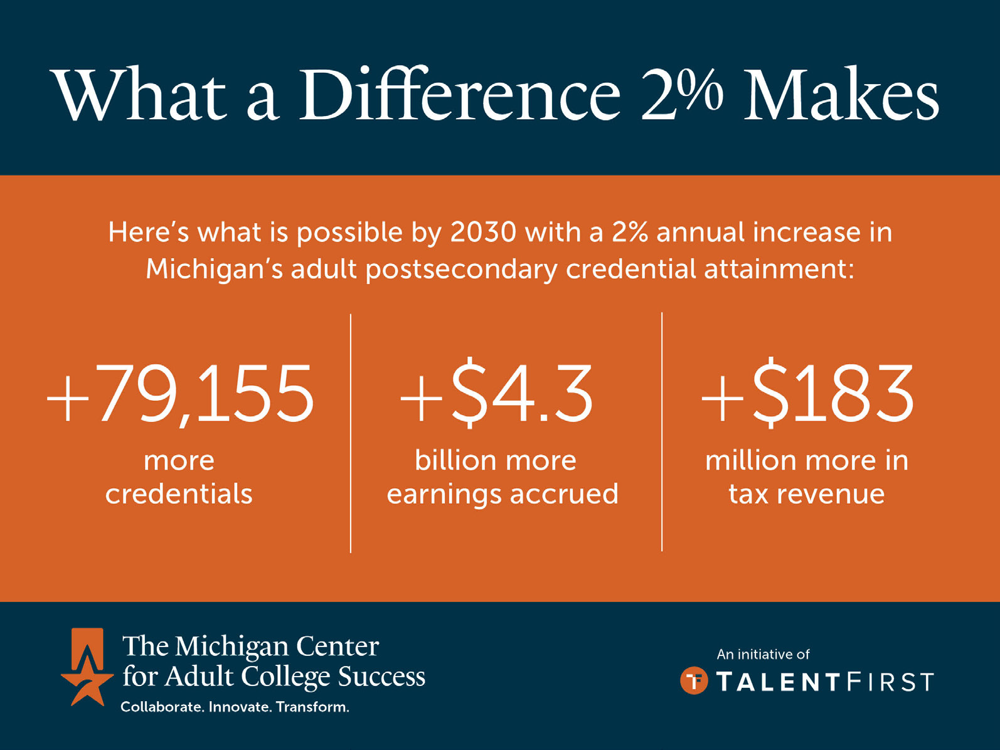 What a Difference 2% Makes
Here’s what is possible by 2030 with a 2% annual increase in
Michigan’s adult postsecondary credential attainment:
+79,155
more
credentials
+$4.3
billion more
earnings accrued
+$183
million more in
tax revenue
The Michigan Center
for Adult College Success
Collaborate. Innovate. Transform.
An initiative of
TF TALENTFIRST